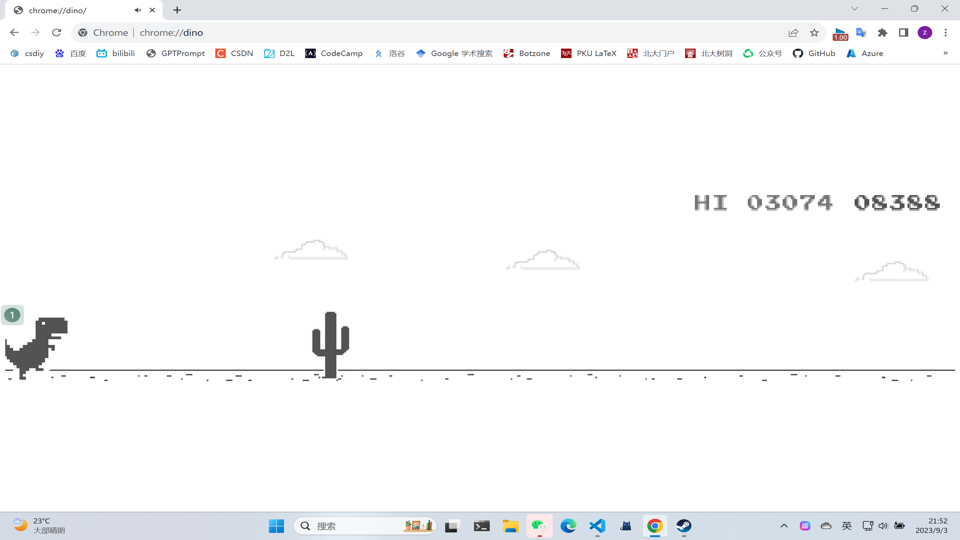 chrome://dino/
Chrome | chrome://dino
1.00
z
csdiy 百度 bilibili GPTPrompt CSDN D2L CodeCamp 洛谷 Google 学术搜索 Botzone PKU LaTeX 北大门户 北大树洞 公众号 GitHub Azure »
HI 03074 08388
1
23°C
大部晴朗
搜索
英
21:52
2023/9/3